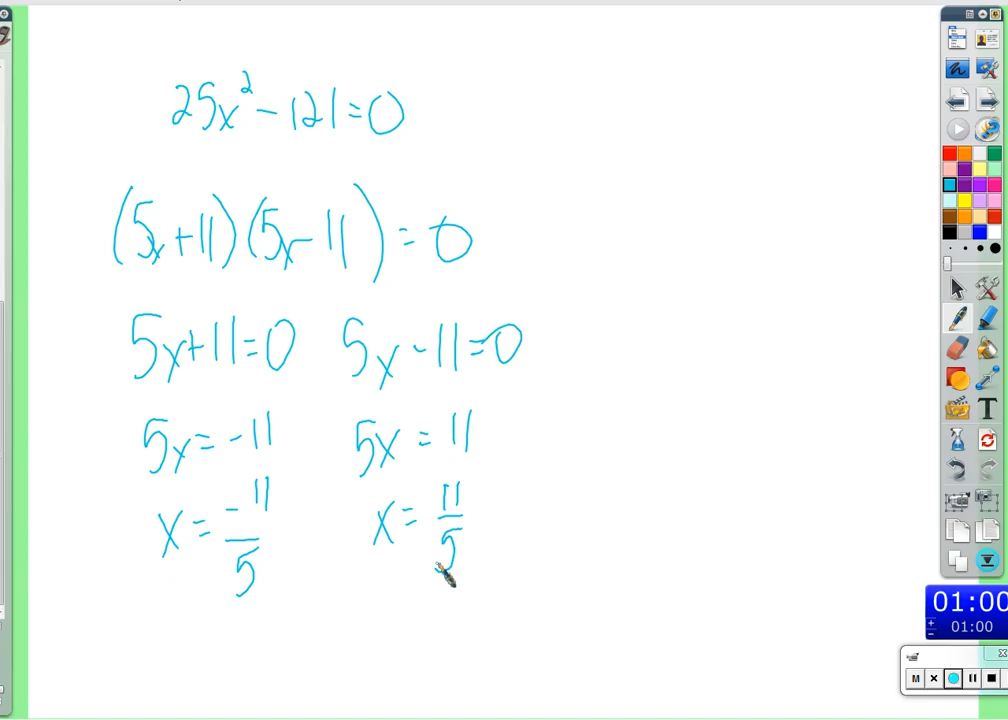 25x² - 121 = 0
(5x + 11)(5x - 11) = 0
5x + 11 = 0   5x - 11 = 0
5x = -11   5x = 11
x = -11/5   x = 11/5
T
01:00
+ 01:00
-
M